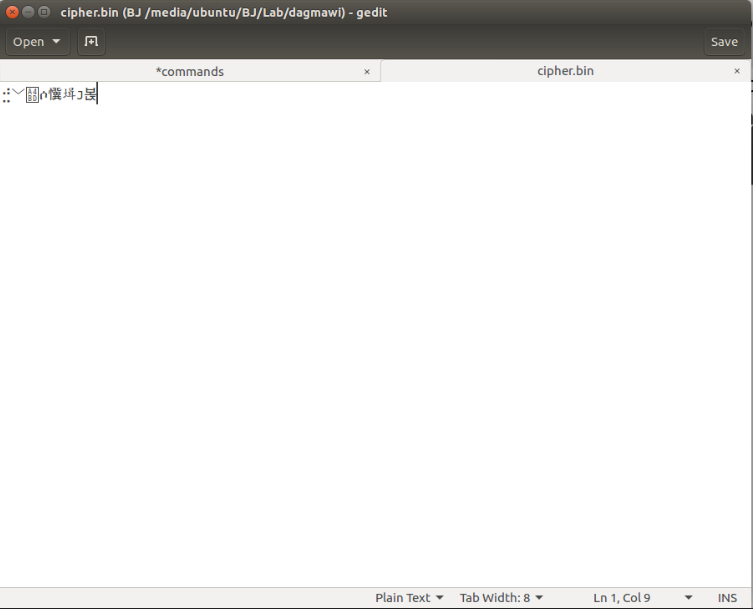 cipher.bin (BJ /media/ubuntu/BJ/Lab/dagmawi) - gedit
Open Save
*commands × cipher.bin ×
Plain Text Tab Width: 8 Ln 1, Col 9 INS